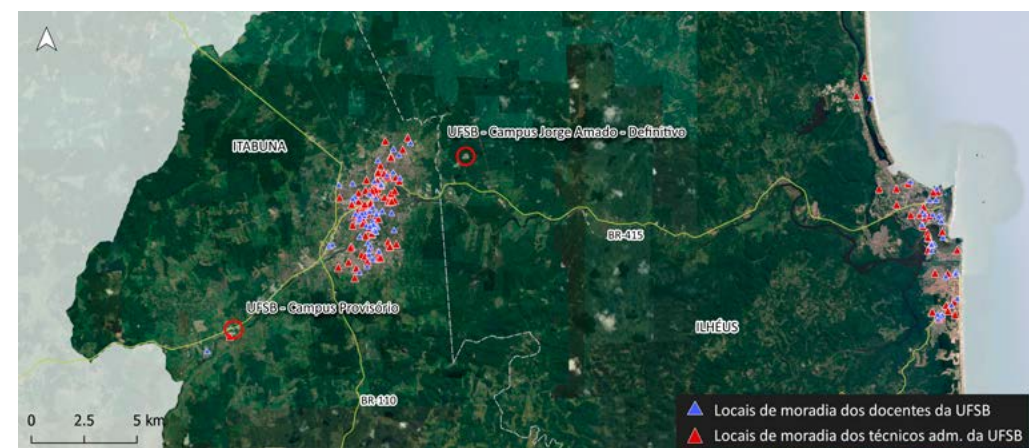 UFSB - Campus Jorge Amado - Definitivo
ITABUNA
BR-415
UFSB - Campus Provisório
ILHÉUS
BR-110
0 2.5 5 km
Locais de moradia dos docentes da UFSB
Locais de moradia dos técnicos adm. da UFSB